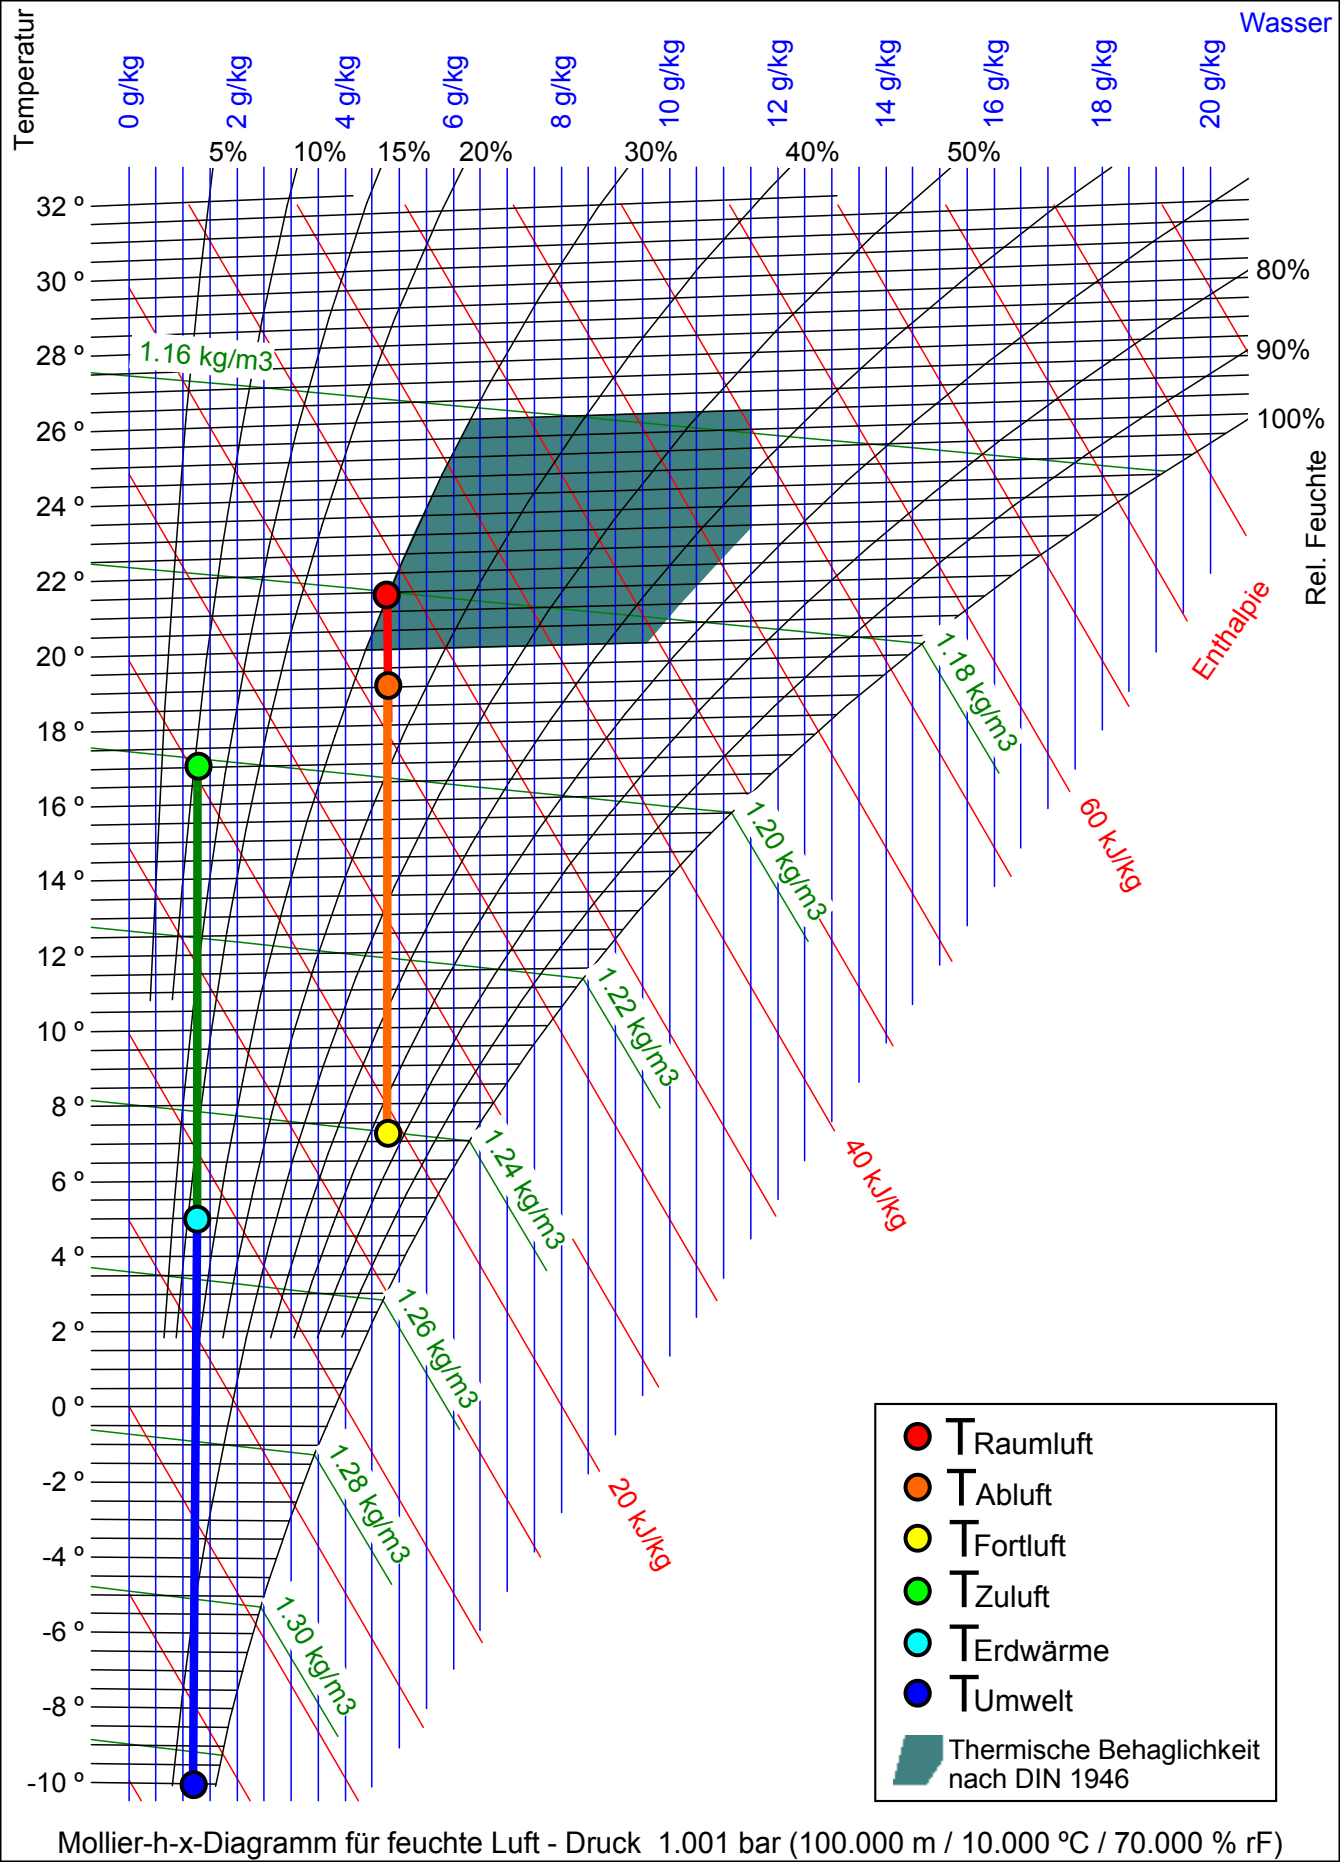 Wasser
Temperatur
0 g/kg
2 g/kg
4 g/kg
6 g/kg
8 g/kg
10 g/kg
12 g/kg
14 g/kg
16 g/kg
18 g/kg
20 g/kg
5%
10%
15%
20%
30%
40%
50%
32 º
30 º
80%
28 º
1.16 kg/m3
90%
26 º
100%
24 º
Rel. Feuchte
22 º
Enthalpie
20 º
1.18 kg/m3
18 º
16 º
1.20 kg/m3
60 kJ/kg
14 º
12 º
1.22 kg/m3
10 º
8 º
1.24 kg/m3
40 kJ/kg
6 º
4 º
1.26 kg/m3
2 º
0 º
-2 º
1.28 kg/m3
20 kJ/kg
-4 º
-6 º
1.30 kg/m3
-8 º
-10 º
TRaumluft
TAbluft
TFortluft
TZuluft
TErdwärme
TUmwelt
Thermische Behaglichkeit
nach DIN 1946
Mollier-h-x-Diagramm für feuchte Luft - Druck 1.001 bar (100.000 m / 10.000 ºC / 70.000 % rF)